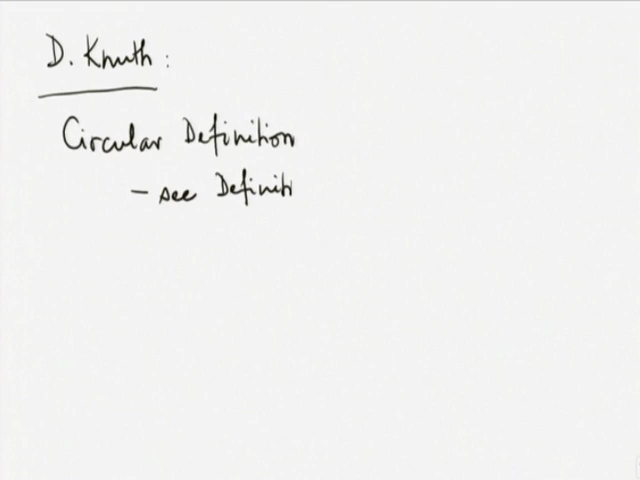 D. Knuth :
Circular Definition
– see Definiti